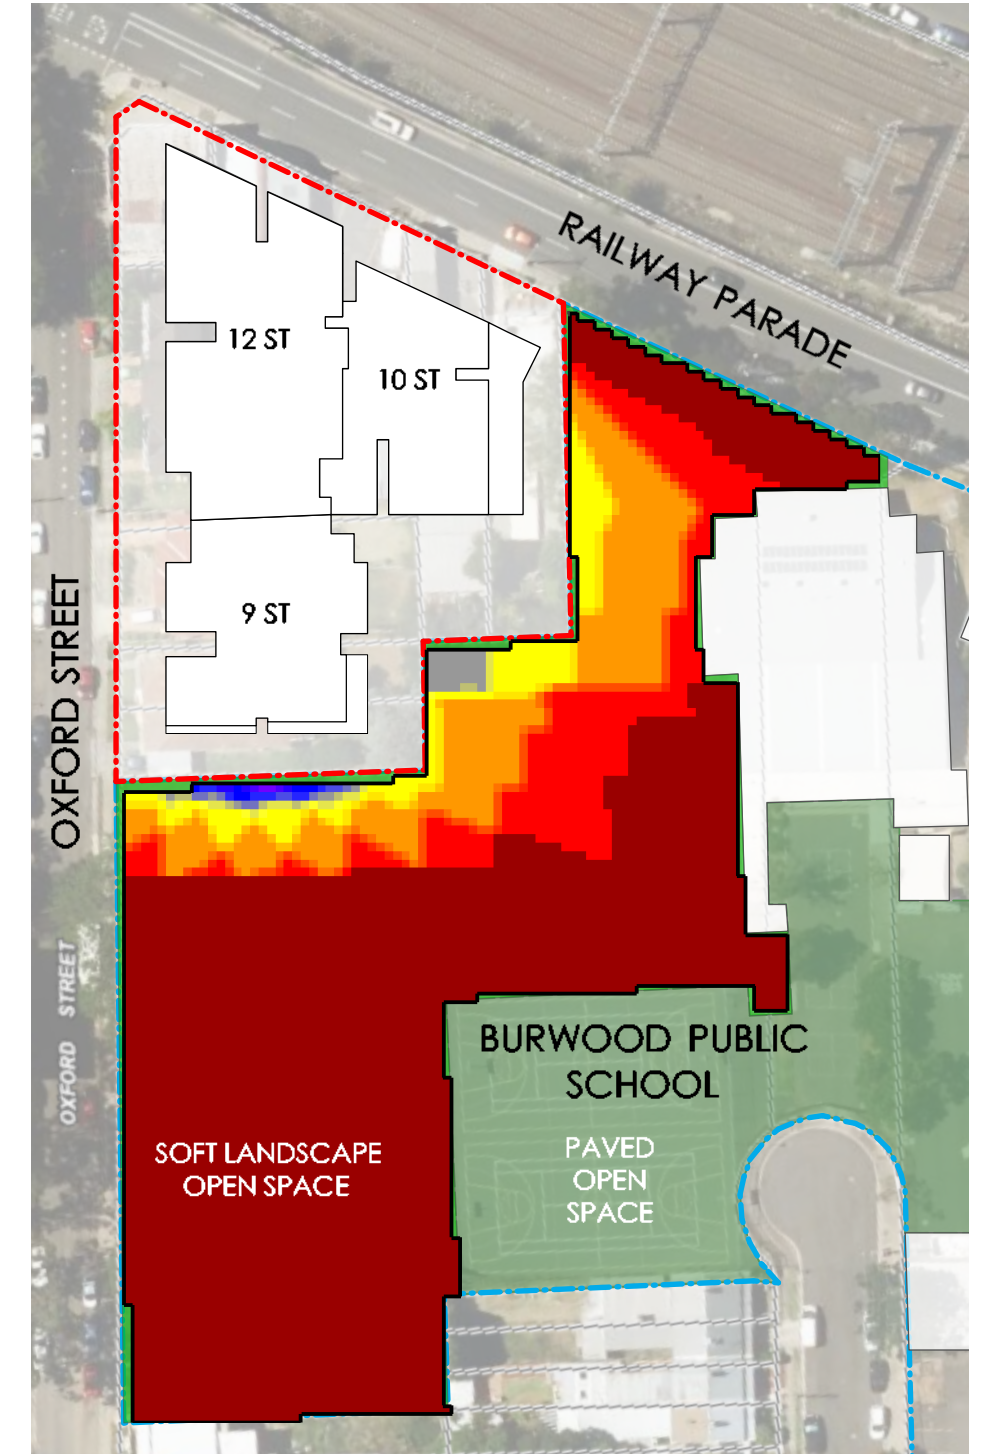 RAILWAY PARADE
12 ST
10 ST
9 ST
OXFORD STREET
OXFORD STREET
BURWOOD PUBLIC
SCHOOL
SOFT LANDSCAPE
OPEN SPACE
PAVED
OPEN
SPACE